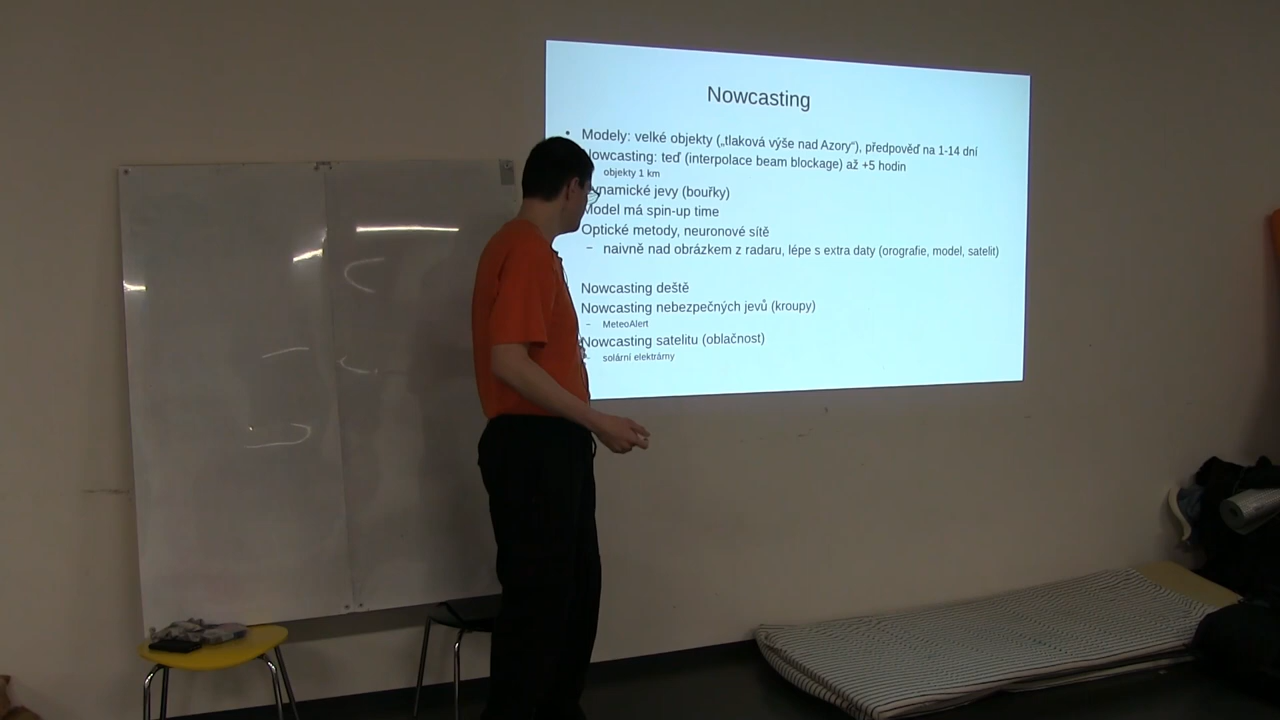 Nowcasting
• Modely: velké objekty („tlaková výše nad Azory“), předpověď na 1-14 dní
Nowcasting: teď (interpolace beam blockage) až +5 hodin
objekty 1 km
Dynamické jevy (bouřky)
Model má spin-up time
Optické metody, neuronové sítě
– naivně nad obrázkem z radaru, lépe s extra daty (orografie, model, satelit)
Nowcasting deště
Nowcasting nebezpečných jevů (kroupy)
– MeteoAlert
Nowcasting satelitu (oblačnost)
– solární elektrárny